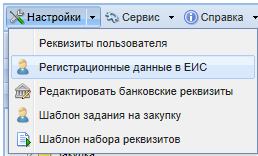 Настройки Сервис Справка
Реквизиты пользователя
Регистрационные данные в ЕИС
Редактировать банковские реквизиты
Шаблон задания на закупку
Шаблон набора реквизитов